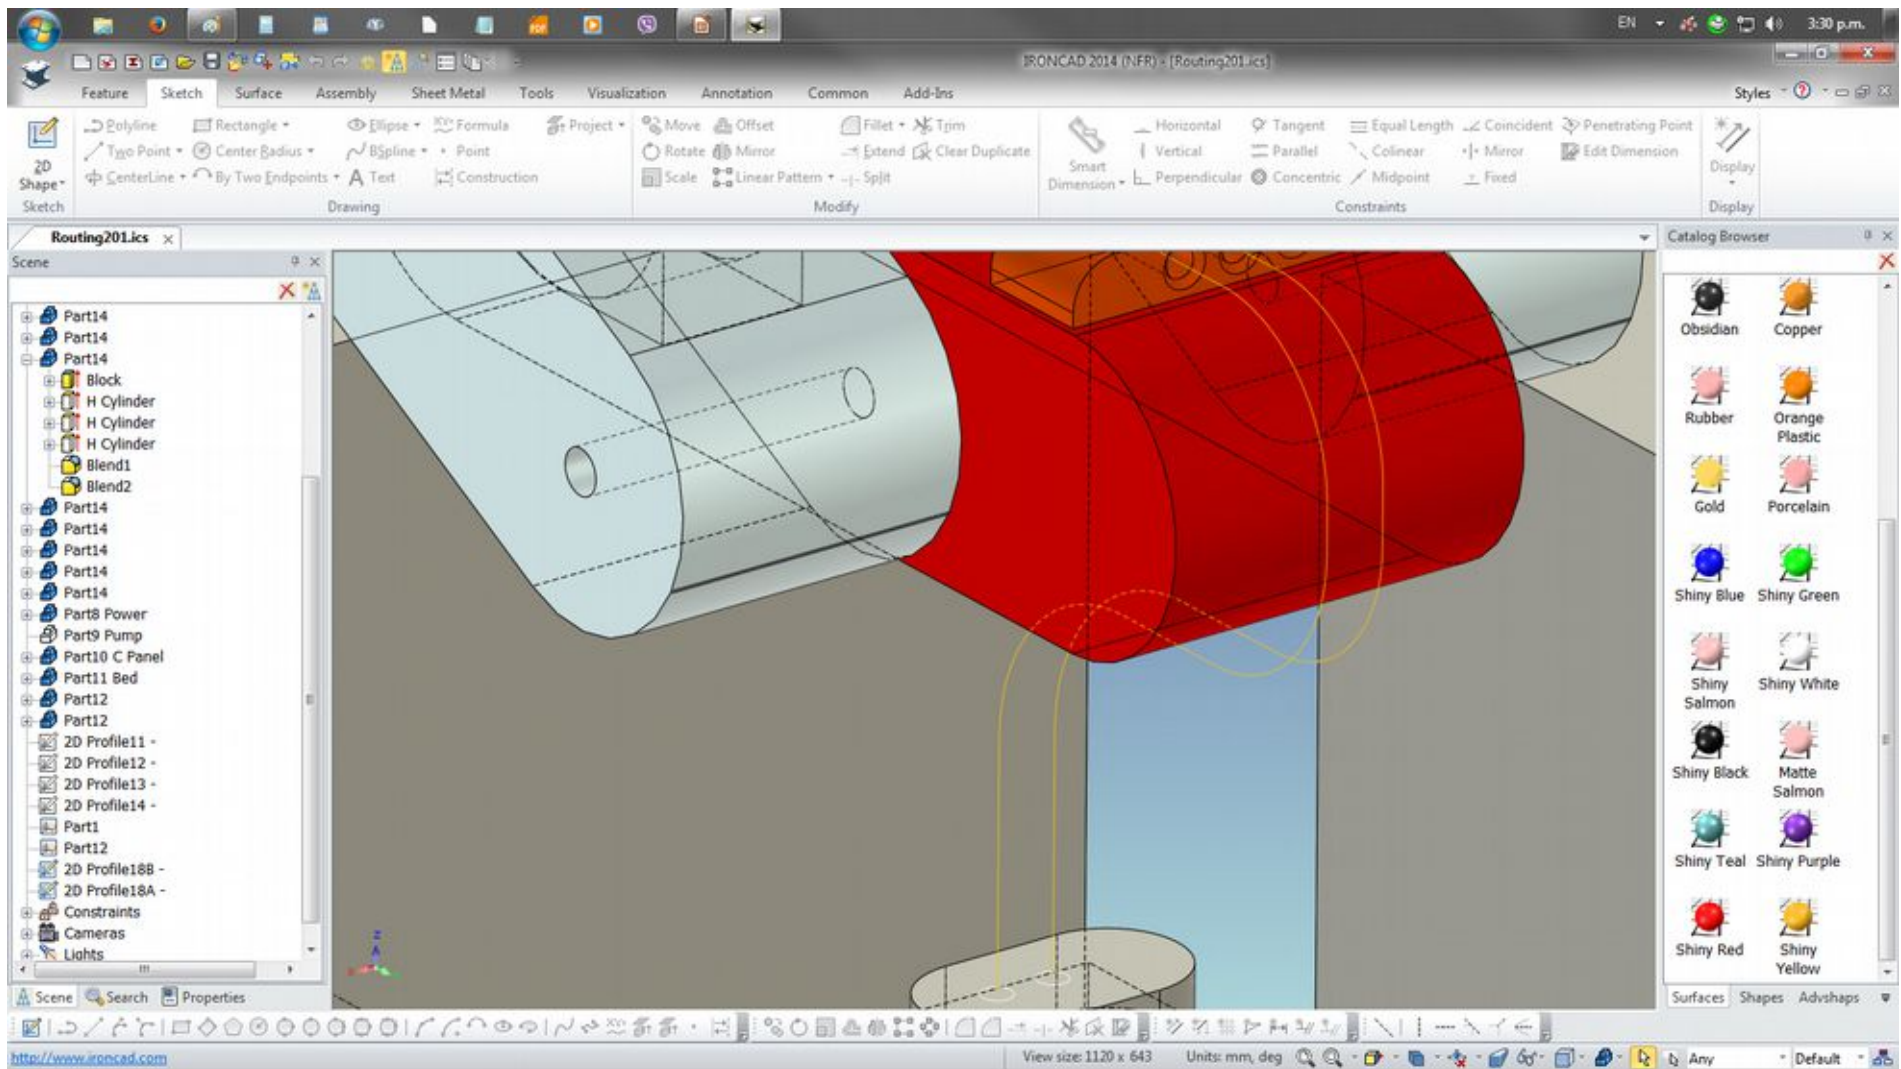 EN 3:30 p.m.
IRONCAD 2014 (NFR) - [Routing201.ics]
Feature Sketch Surface Assembly Sheet Metal Tools Visualization Annotation Common Add-Ins Styles
Polyline Rectangle Ellipse Formula Project Move Offset Fillet Trim Horizontal Tangent Equal Length Coincident Penetrating Point
Two Point Center Radius BSpline Point Rotate Mirror Extend Clear Duplicate Vertical Parallel Colinear Mirror Edit Dimension
2D Shape CenterLine By Two Endpoints Text Construction Scale Linear Pattern Split Smart Dimension Perpendicular Concentric Midpoint Fixed Display
Sketch Drawing Modify Constraints Display
Routing201.ics
Scene
Part14
Part14
Part14
Block
H Cylinder
H Cylinder
H Cylinder
Blend1
Blend2
Part14
Part14
Part14
Part14
Part14
Part8 Power
Part9 Pump
Part10 C Panel
Part11 Bed
Part12
Part12
2D Profile11 -
2D Profile12 -
2D Profile13 -
2D Profile14 -
Part1
Part12
2D Profile18B -
2D Profile18A -
Constraints
Cameras
Lights
Scene Search Properties
Z
Catalog Browser
Obsidian Copper
Rubber Orange
Plastic
Gold Porcelain
Shiny Blue Shiny Green
Shiny Shiny White
Salmon
Shiny Black Matte
Salmon
Shiny Teal Shiny Purple
Shiny Red Shiny
Yellow
Surfaces Shapes Advshaps
http://www.ironcad.com View size: 1120 x 643 Units: mm, deg Any Default